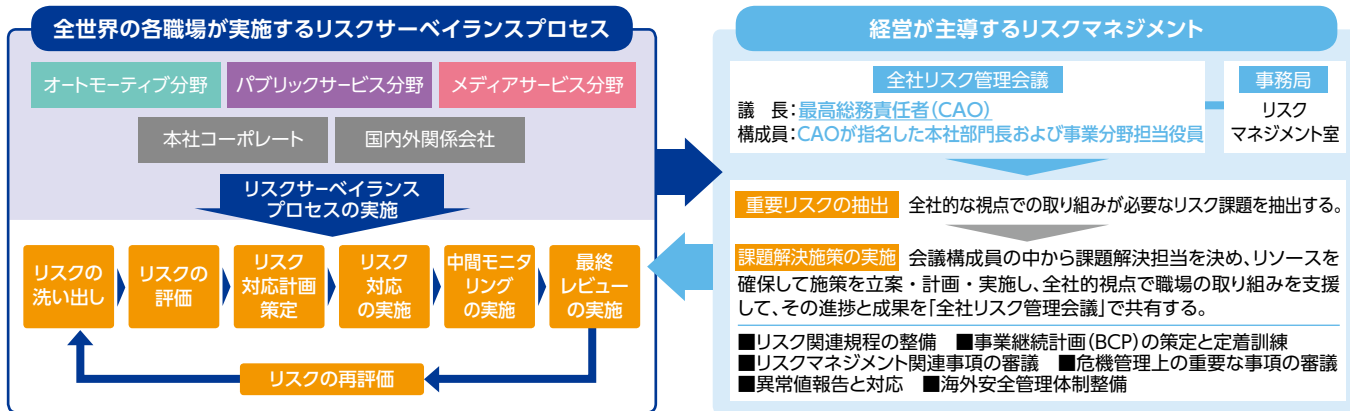 全世界の各職場が実施するリスクサーベイランスプロセス
オートモーティブ分野
パブリックサービス分野
メディアサービス分野
本社コーポレート
国内外関係会社
リスクサーベイランス
プロセスの実施
リスクの
洗い出し
リスクの
評価
リスク
対応計画
策定
リスク
対応
の実施
中間モニタ
リング
の実施
最終
レビュー
の実施
リスクの再評価
経営が主導するリスクマネジメント
全社リスク管理会議
議　長：最高総務責任者（CAO）
構成員：CAOが指名した本社部門長および事業分野担当役員
事務局
リスク
マネジメント室
重要リスクの抽出　全社的な視点での取り組みが必要なリスク課題を抽出する。
課題解決施策の実施　会議構成員の中から課題解決担当を決め、リソースを
確保して施策を立案・計画・実施し、全社的視点で職場の取り組みを支援
して、その進捗と成果を「全社リスク管理会議」で共有する。
■リスク関連規程の整備　■事業継続計画（BCP）の策定と定着訓練
■リスクマネジメント関連事項の審議　■危機管理上の重要な事項の審議
■異常値報告と対応　■海外安全管理体制整備